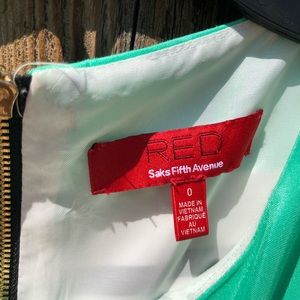 RED
Saks Fifth Avenue
0
MADE IN
VIETNAM
FABRIQUÉ
AU
VIETNAM